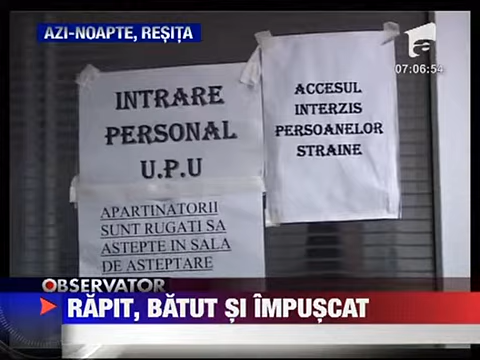 AZI-NOAPTE, REȘIȚA
07:06:54
INTRARE
PERSONAL
U.P.U
APARTINATORII
SUNT RUGATI SA
ASTEPTE IN SALA
DE ASTEPTARE
ACCESUL
INTERZIS
PERSOANELOR
STRAINE
OBSERVATOR
RĂPIT, BĂTUT ȘI ÎMPUȘCAT